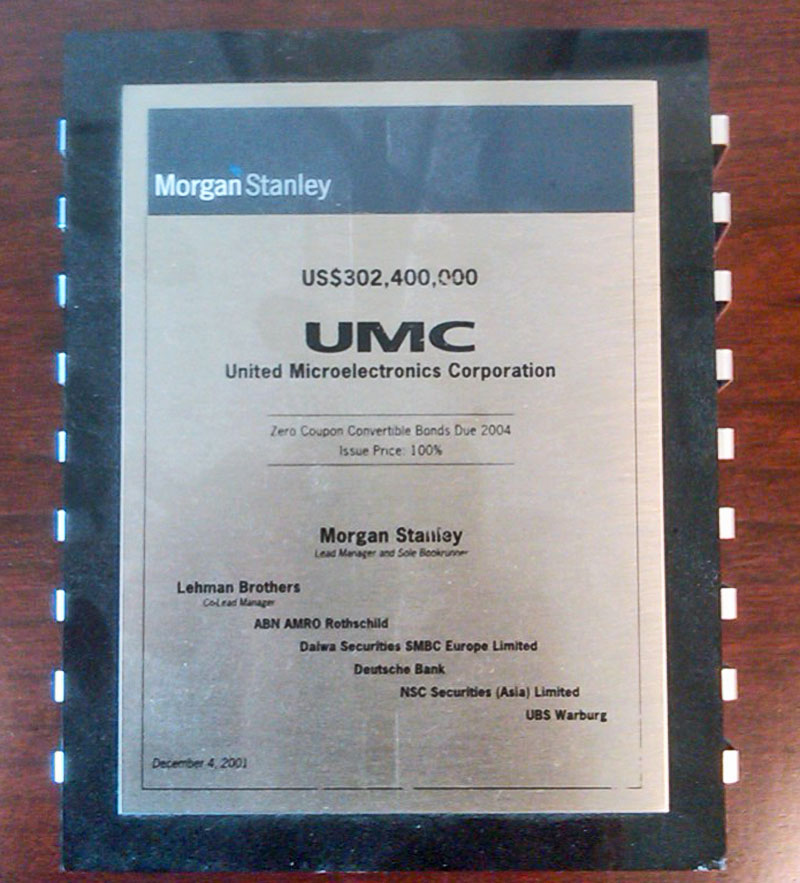 Morgan Stanley
US$302,400,000
UMC
United Microelectronics Corporation
Zero Coupon Convertible Bonds Due 2004
Issue Price: 100%
Morgan Stanley
Lead Manager and Sole Bookrunner
Lehman Brothers
Co-Lead Manager
ABN AMRO Rothschild
Daiwa Securities SMBC Europe Limited
Deutsche Bank
NSC Securities (Asia) Limited
UBS Warburg
December 4, 2001